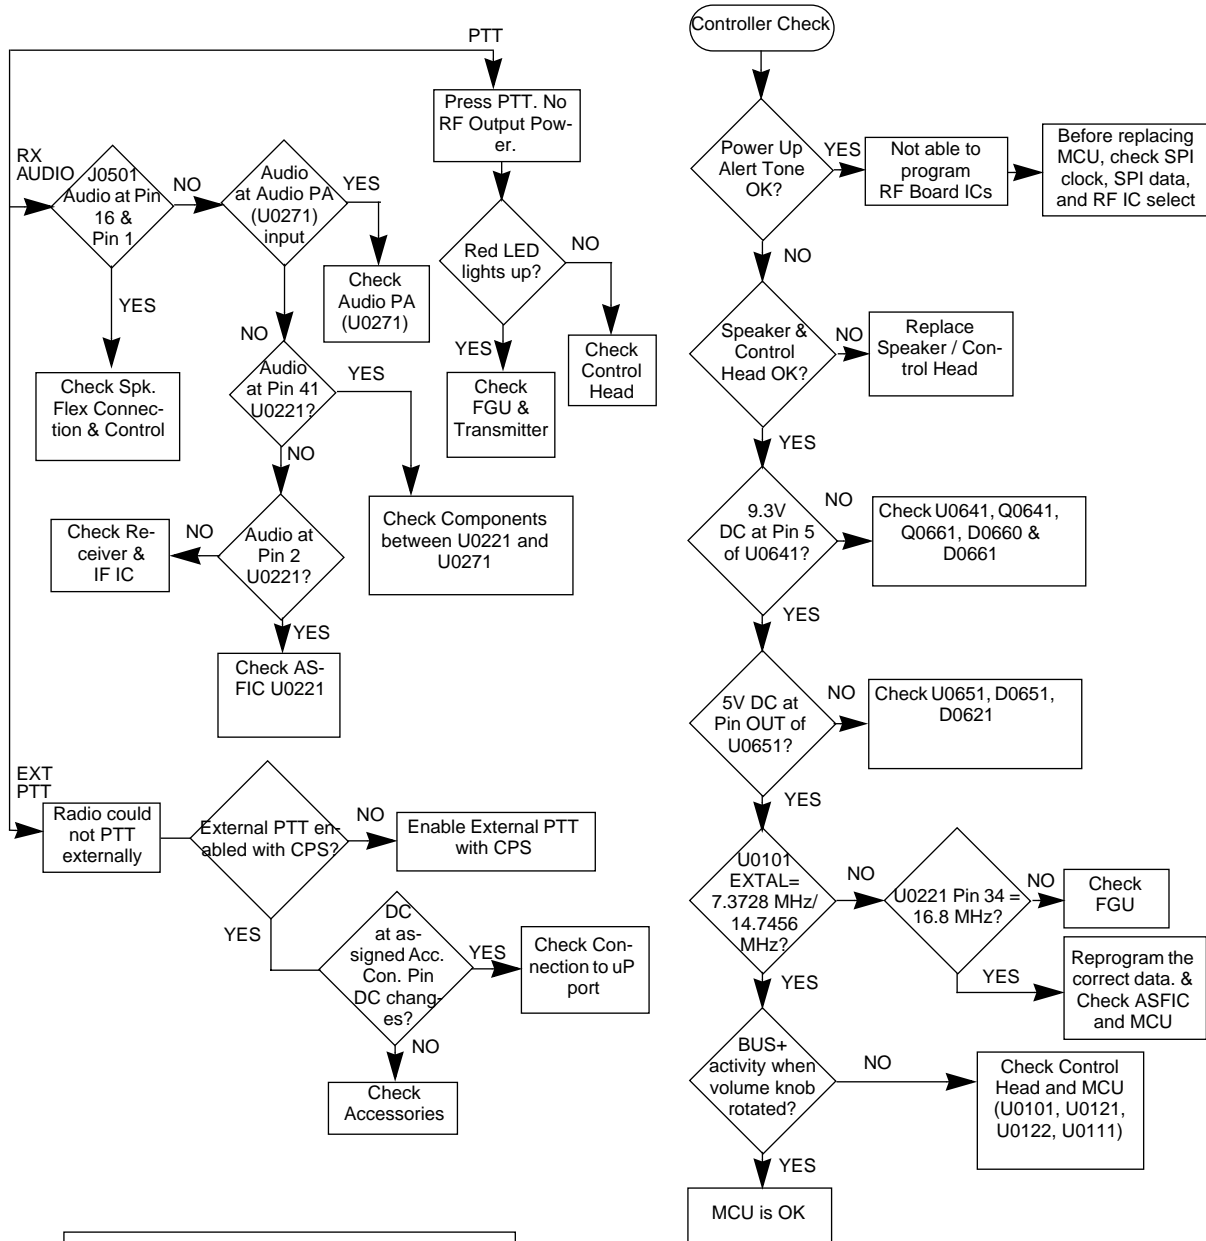 PTT
Press PTT. No
RF Output Pow-
er.
Red LED
lights up?
NO
Check
Control
Head
YES
Check
FGU &
Transmitter
RX
AUDIO
J0501
Audio at Pin
16 &
Pin 1
NO
YES
Check Spk.
Flex Connec-
tion & Control
Audio
at Audio PA
(U0271)
input
YES
Check
Audio PA
(U0271)
NO
Audio
at Pin 41
U0221?
YES
Check Components
between U0221 and
U0271
NO
Audio at
Pin 2
U0221?
NO
Check Re-
ceiver &
IF IC
YES
Check AS-
FIC U0221
EXT
PTT
Radio could
not PTT
externally
External PTT en-
abled with CPS?
NO
Enable External PTT
with CPS
YES
DC
at as-
signed Acc.
Con. Pin
DC chang-
es?
YES
Check Con-
nection to uP
port
NO
Check
Accessories
Controller Check
Power Up
Alert Tone
OK?
YES
Not able to
program
RF Board ICs
Before replacing
MCU, check SPI
clock, SPI data,
and RF IC select
NO
Speaker &
Control
Head OK?
NO
Replace
Speaker / Con-
trol Head
YES
9.3V
DC at Pin 5
of U0641?
NO
Check U0641, Q0641,
Q0661, D0660 &
D0661
YES
5V DC at
Pin OUT of
U0651?
NO
Check U0651, D0651,
D0621
YES
U0101
EXTAL=
7.3728 MHz/
14.7456
MHz?
NO
U0221 Pin 34 =
16.8 MHz?
NO
Check
FGU
YES
Reprogram the
correct data. &
Check ASFIC
and MCU
YES
BUS+
activity when
volume knob
rotated?
NO
Check Control
Head and MCU
(U0101, U0121,
U0122, U0111)
YES
MCU is OK